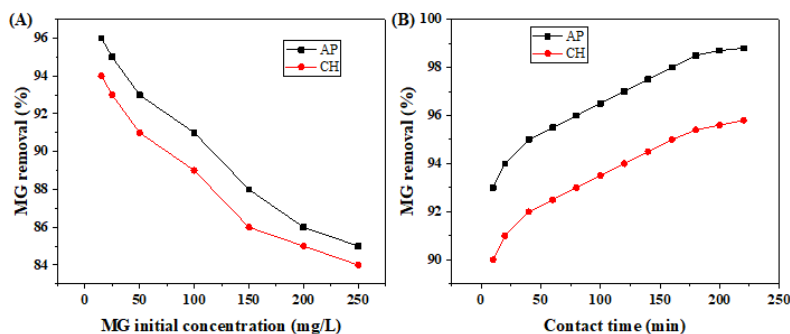 (A)
96
94
92
90
88
86
84
MG removal (%)
AP
CH
0
50
100
150
200
250
MG initial concentration (mg/L)
(B)
100
98
96
94
92
90
MG removal (%)
AP
CH
0
50
100
150
200
250
Contact time (min)